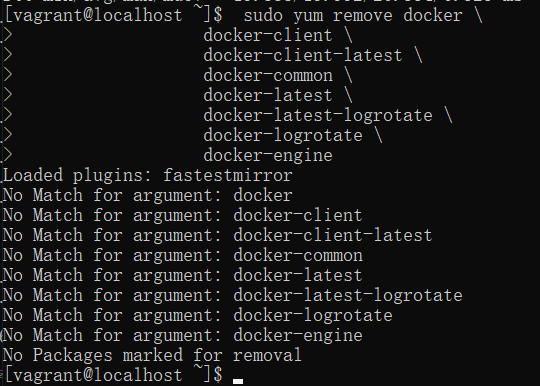 [vagrant@localhost ~]$  sudo yum remove docker \
>                  docker-client \
>                  docker-client-latest \
>                  docker-common \
>                  docker-latest \
>                  docker-latest-logrotate \
>                  docker-logrotate \
>                  docker-engine
Loaded plugins: fastestmirror
No Match for argument: docker
No Match for argument: docker-client
No Match for argument: docker-client-latest
No Match for argument: docker-common
No Match for argument: docker-latest
No Match for argument: docker-latest-logrotate
No Match for argument: docker-logrotate
No Match for argument: docker-engine
No Packages marked for removal
[vagrant@localhost ~]$